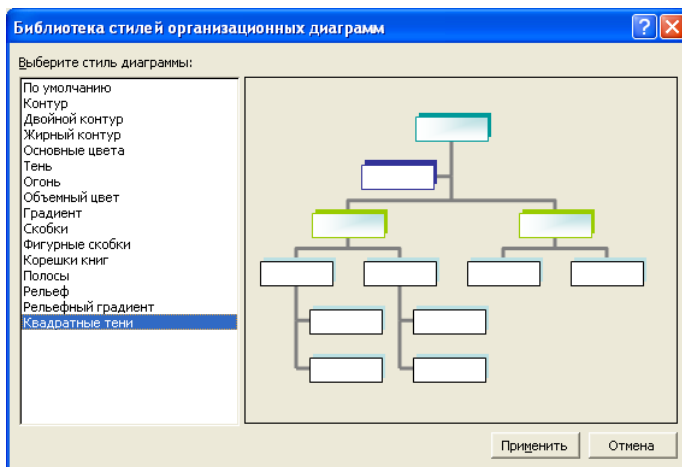 Библиотека стилей организационных диаграмм
Выберите стиль диаграммы:
По умолчанию
Контур
Двойной контур
Жирный контур
Основные цвета
Тень
Огонь
Объемный цвет
Градиент
Скобки
Фигурные скобки
Корешки книг
Полосы
Рельеф
Рельефный градиент
Квадратные тени
Применить
Отмена